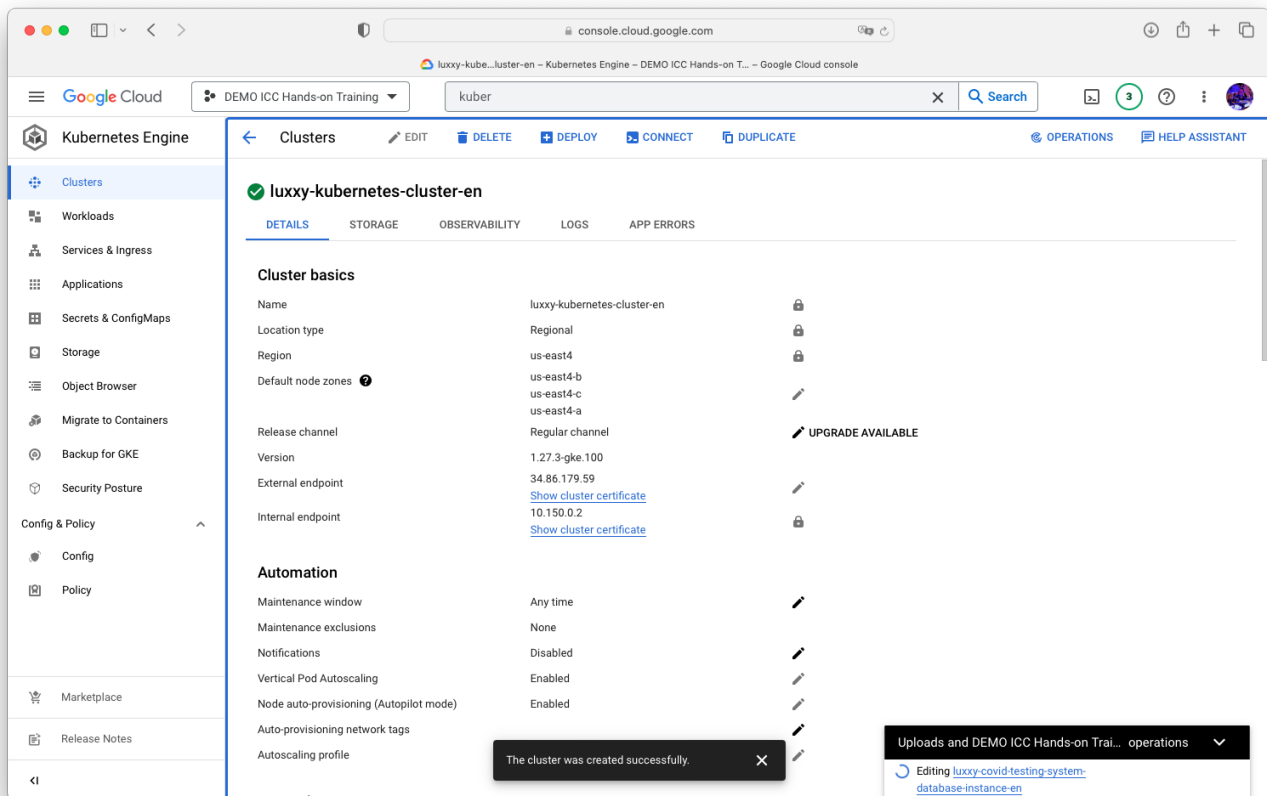 console.cloud.google.com
luxxy-kube...luster-en – Kubernetes Engine – DEMO ICC Hands-on T... – Google Cloud console
Google Cloud
DEMO ICC Hands-on Training
kuber
Search
3
Kubernetes Engine
Clusters
EDIT
DELETE
DEPLOY
CONNECT
DUPLICATE
OPERATIONS
HELP ASSISTANT
Clusters
Workloads
Services & Ingress
Applications
Secrets & ConfigMaps
Storage
Object Browser
Migrate to Containers
Backup for GKE
Security Posture
Config & Policy
Config
Policy
Marketplace
Release Notes
luxxy-kubernetes-cluster-en
DETAILS
STORAGE
OBSERVABILITY
LOGS
APP ERRORS
Cluster basics
Name luxxy-kubernetes-cluster-en
Location type Regional
Region us-east4
Default node zones us-east4-b
us-east4-c
us-east4-a
Release channel Regular channel UPGRADE AVAILABLE
Version 1.27.3-gke.100
External endpoint 34.86.179.59
Show cluster certificate
Internal endpoint 10.150.0.2
Show cluster certificate
Automation
Maintenance window Any time
Maintenance exclusions None
Notifications Disabled
Vertical Pod Autoscaling Enabled
Node auto-provisioning (Autopilot mode) Enabled
Auto-provisioning network tags
Autoscaling profile
The cluster was created successfully.
Uploads and DEMO ICC Hands-on Trai... operations
Editing luxxy-covid-testing-system-
database-instance-en